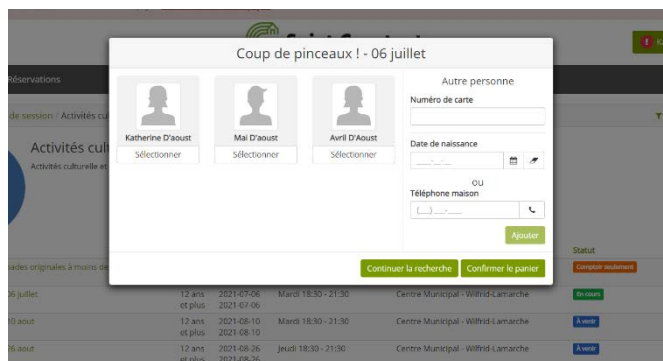 Coup de pinceaux ! - 06 juillet
Réservations
de session / Activités cul
Activités cult
Activités culturelle et
Katherine D'aoust
Sélectionner
Mai D'aoust
Sélectionner
Avril D'Aoust
Sélectionner
Autre personne
Numéro de carte
Date de naissance
ou
Téléphone maison
Ajouter
Continuer la recherche
Confirmer le panier
Statut
ades originales à moins de
Comptoir seulement
06 juillet 12 ans et plus 2021-07-06 2021-07-06 Mardi 18:30 - 21:30 Centre Municipal - Wilfrid-Lamarche En cours
10 aout 12 ans et plus 2021-08-10 2021-08-10 Mardi 18:30 - 21:30 Centre Municipal - Wilfrid-Lamarche À venir
26 aout 12 ans et plus 2021-08-26 2021-08-26 Jeudi 18:30 - 21:30 Centre Municipal - Wilfrid-Lamarche À venir